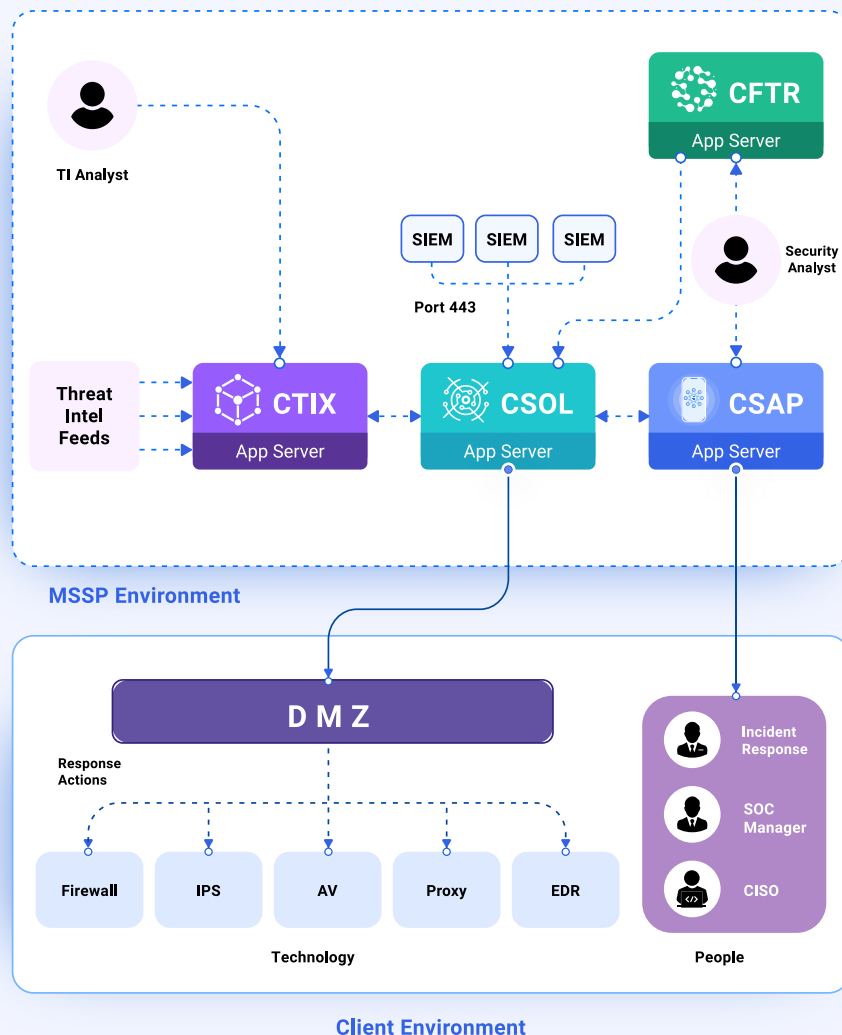 TI Analyst
CFTR
App Server
SIEM
SIEM
SIEM
Port 443
Security
Analyst
Threat
Intel
Feeds
CTIX
App Server
CSOL
App Server
CSAP
App Server
MSSP Environment
DMZ
Response
Actions
Firewall
IPS
AV
Proxy
EDR
Technology
Incident
Response
SOC
Manager
CISO
People
Client Environment